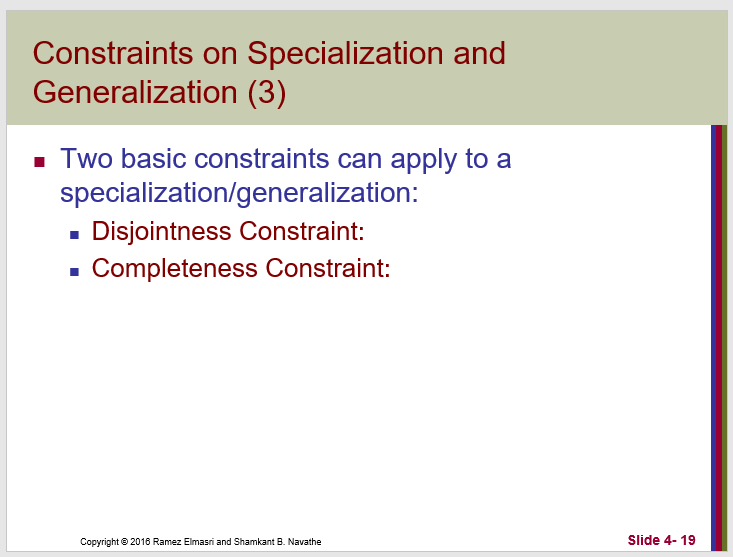 Constraints on Specialization and
Generalization (3)
Two basic constraints can apply to a
specialization/generalization:
Disjointness Constraint:
Completeness Constraint:
Copyright © 2016 Ramez Elmasri and Shamkant B. Navathe
Slide 4- 19